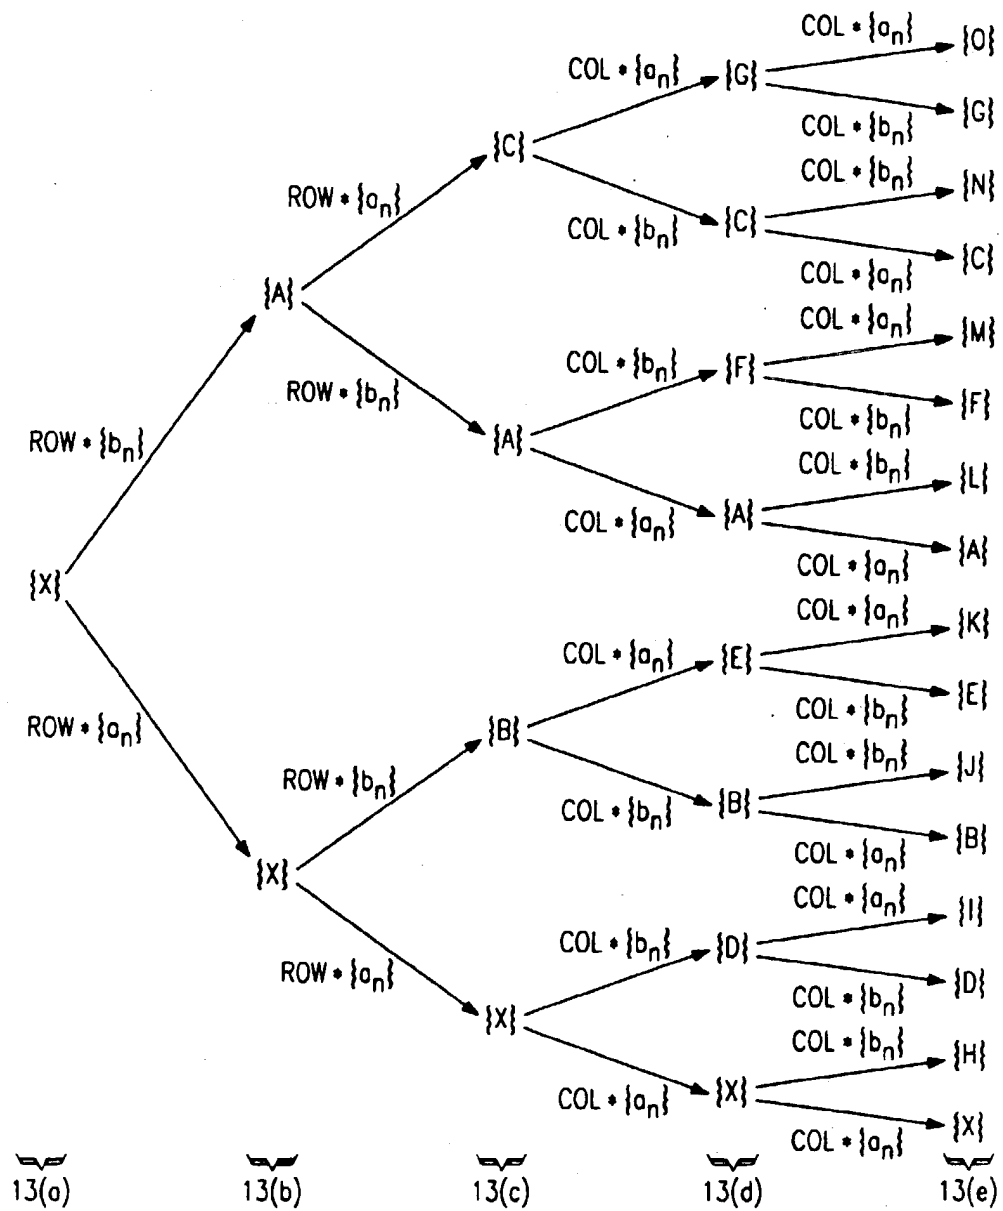 COL * {aₙ}
{O}
COL * {aₙ}
{G}
COL * {bₙ}
{G}
{C}
COL * {bₙ}
{N}
ROW * {aₙ}
COL * {bₙ}
{C}
COL * {aₙ}
{C}
{A}
COL * {aₙ}
{M}
ROW * {bₙ}
COL * {bₙ}
{F}
COL * {bₙ}
{F}
ROW * {bₙ}
{A}
COL * {bₙ}
{L}
COL * {aₙ}
{A}
COL * {aₙ}
{A}
{X}
COL * {aₙ}
{K}
COL * {aₙ}
{E}
COL * {bₙ}
{E}
ROW * {aₙ}
{B}
COL * {bₙ}
{J}
ROW * {bₙ}
COL * {bₙ}
{B}
COL * {aₙ}
{B}
{X}
COL * {aₙ}
{I}
ROW * {aₙ}
COL * {bₙ}
{D}
COL * {bₙ}
{D}
{X}
COL * {bₙ}
{H}
COL * {aₙ}
{X}
COL * {aₙ}
{X}
13(a) 13(b) 13(c) 13(d) 13(e)